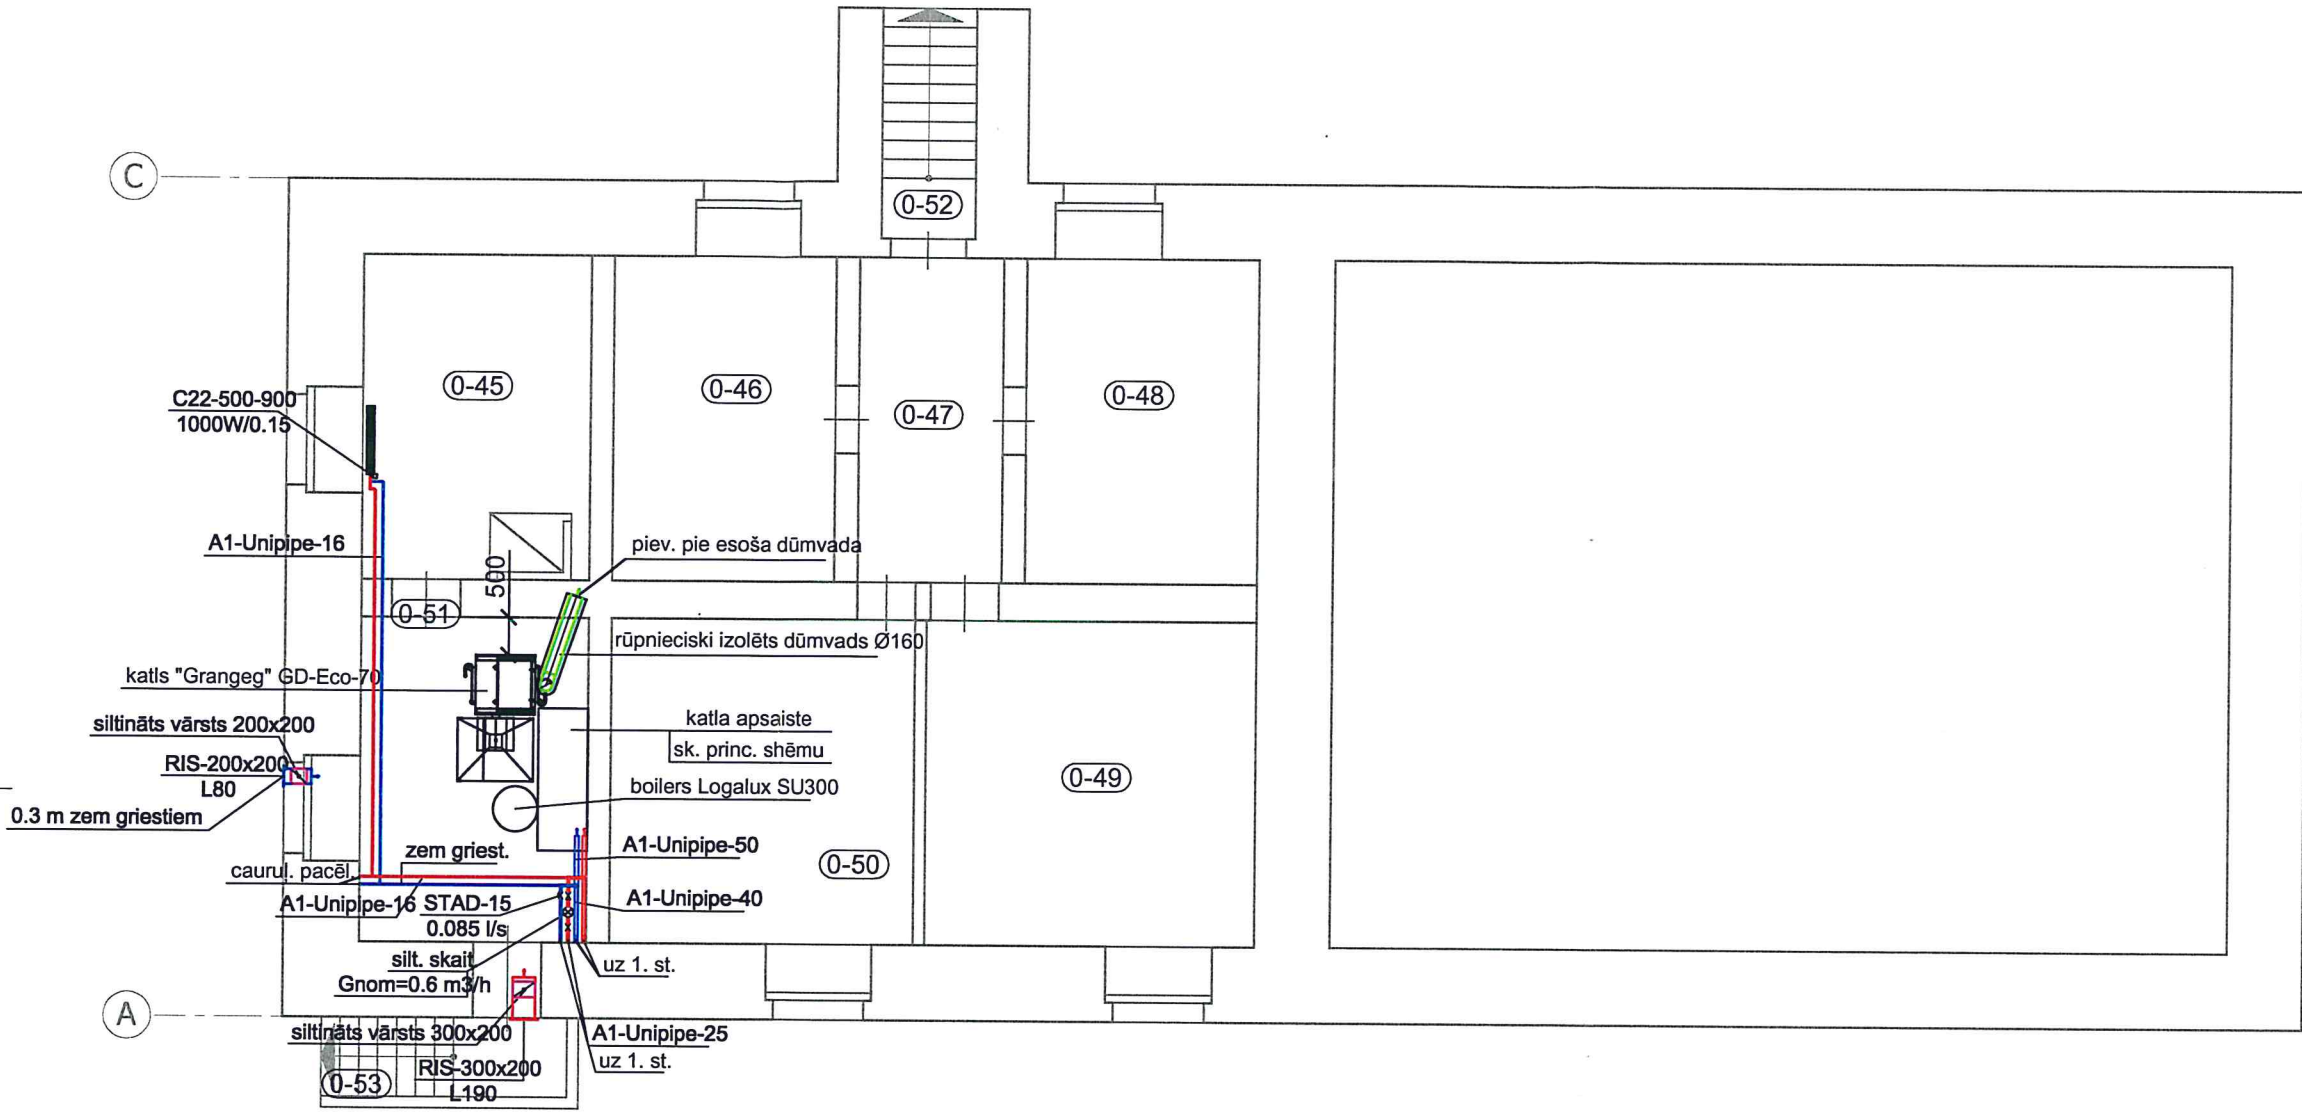 C
0-52
0-45
0-46
0-47
0-48
C22-500-900
1000W/0.15
A1-Unipipe-16
500
piev. pie esoša dūmvada
0-51
rūpnieciski izolēts dūmvads Ø160
katls "Grangeg" GD-Eco-70
siltināts vārsts 200x200
RIS-200x200
L80
0.3 m zem griestiem
katla apsaiste
sk. princ. shēmu
boilers Logalux SU300
0-49
zem griest.
A1-Unipipe-50
0-50
caurul. pacēl.
A1-Unipipe-16
STAD-15
0.085 l/s
A1-Unipipe-40
silt. skait
Gnom=0.6 m3/h
uz 1. st.
A
siltināts vārsts 300x200
A1-Unipipe-25
uz 1. st.
RIS-300x200
L190
0-53